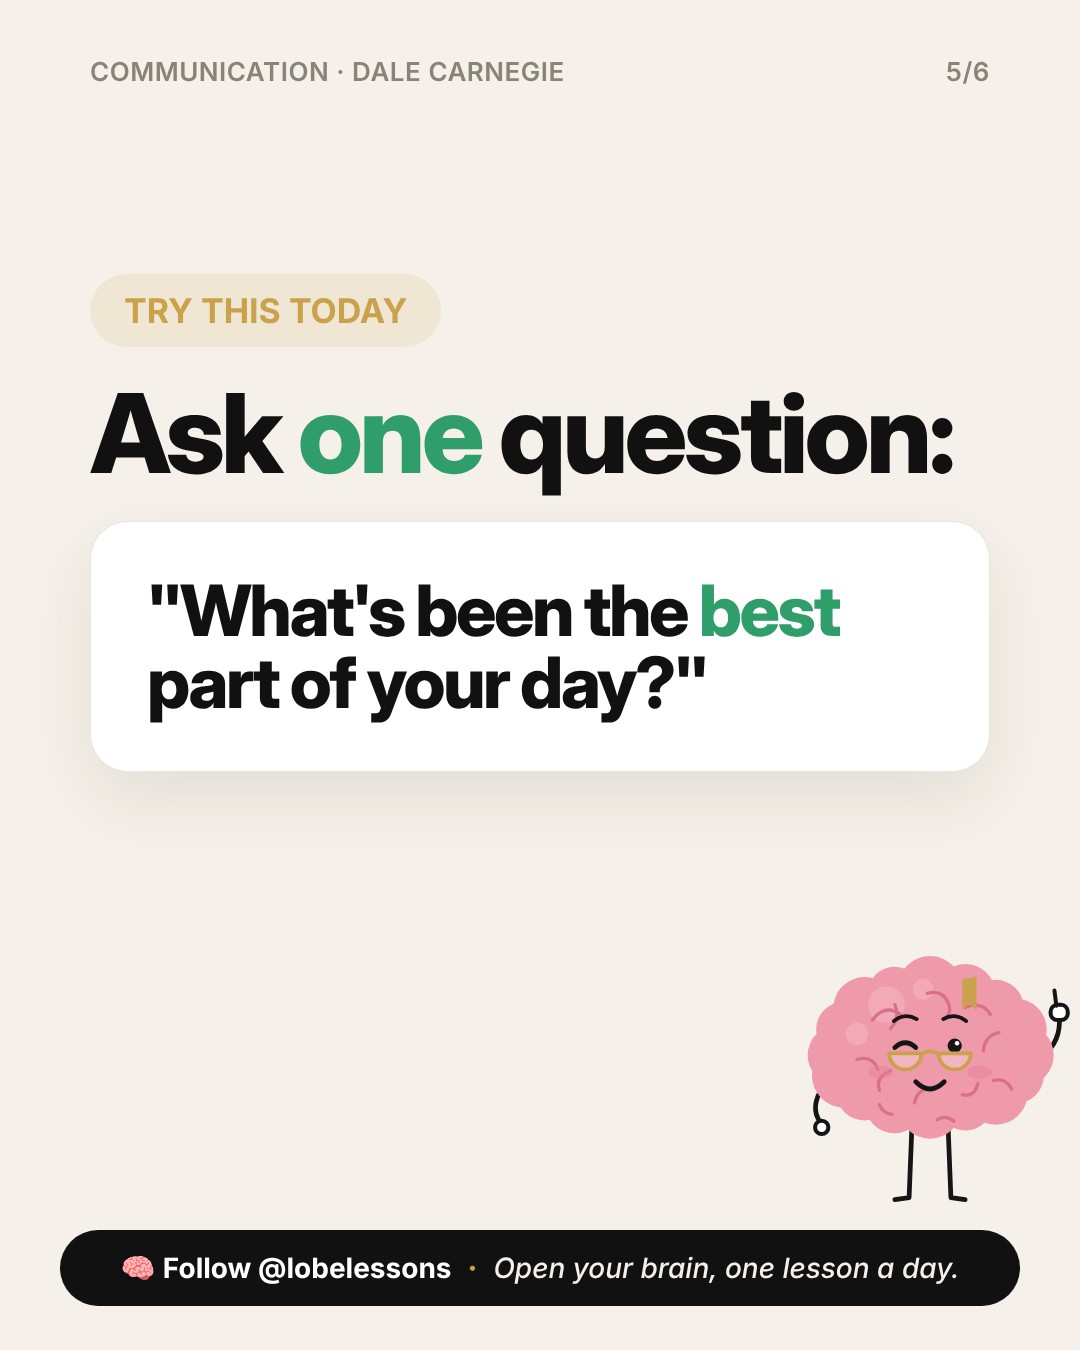 COMMUNICATION · DALE CARNEGIE 5/6
TRY THIS TODAY
Ask one question:
"What's been the best
part of your day?"
🧠 Follow @lobelessons · Open your brain, one lesson a day.